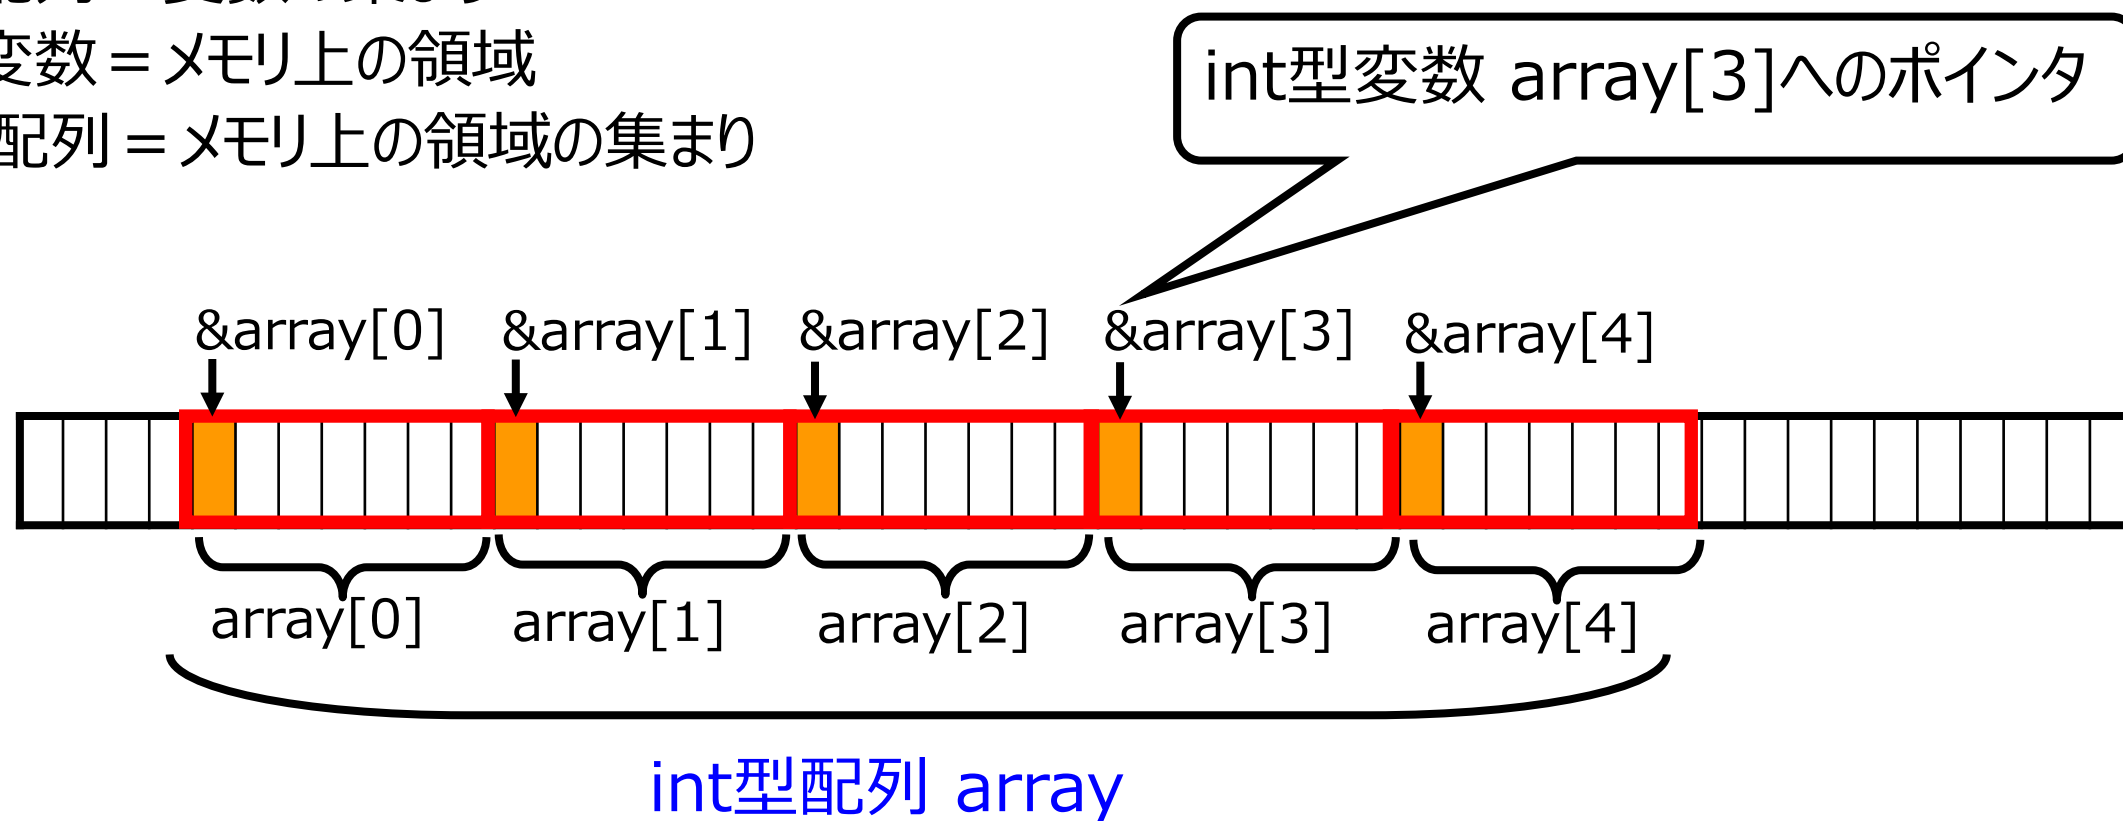 変数＝メモリ上の領域
配列＝メモリ上の領域の集まり
int型変数 array[3]へのポインタ
&array[0] &array[1] &array[2] &array[3] &array[4]
array[0] array[1] array[2] array[3] array[4]
int型配列 array